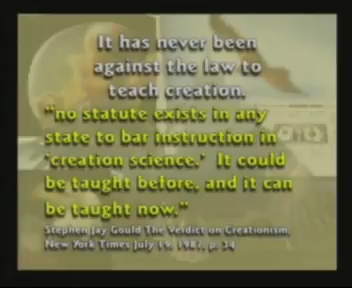 It has never been
against the law to
teach creation.
"no statute exists in any
state to bar instruction in
'creation science.' It could
be taught before, and it can
be taught now."
Stephen Jay Gould The Verdict on Creationism,
New York Times July 19, 1987, p. 34